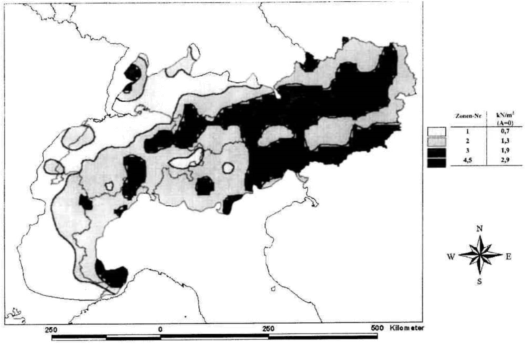 Zonen-Nr kN/m²
(A=0)
1 0,7
2 1,3
3 1,9
4,5 2,9
N
W E
S
250 0 250 500 Kilometer